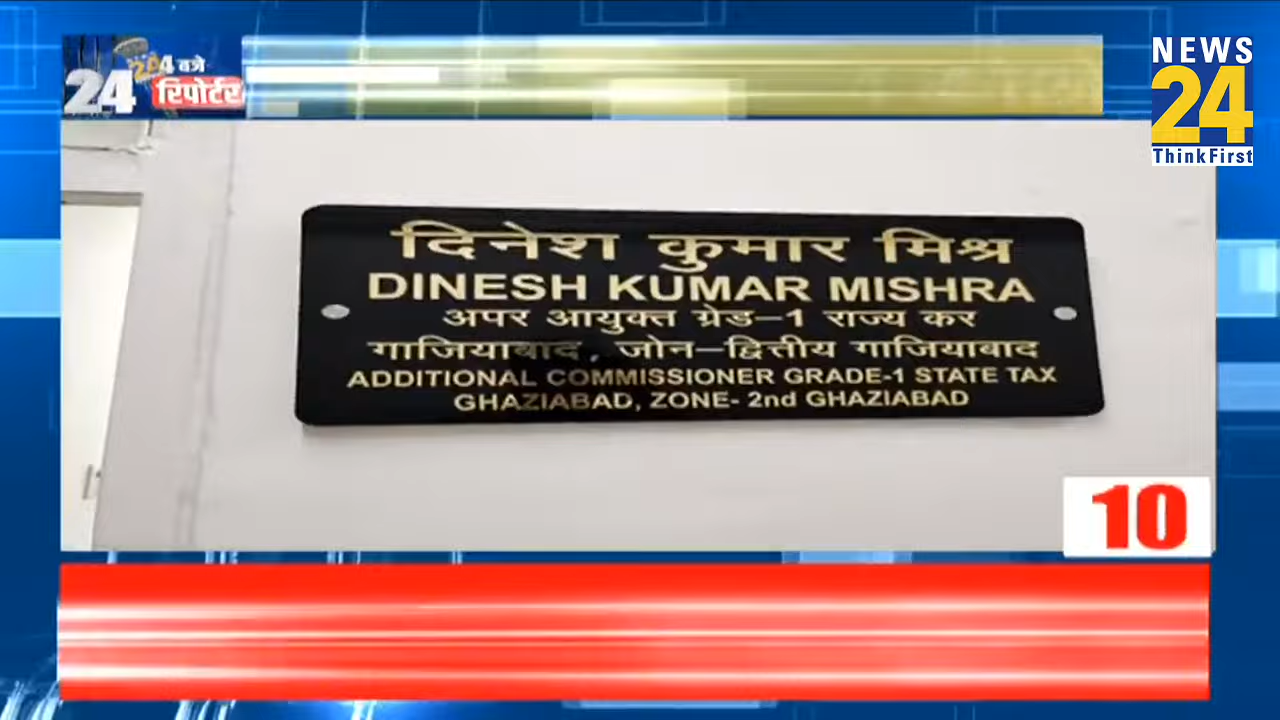 24 बजे
24 रिपोर्टर
NEWS
24
ThinkFirst
दिनेश कुमार मिश्र
DINESH KUMAR MISHRA
अपर आयुक्त ग्रेड–1 राज्य कर
गाजियाबाद, जोन–द्वित्तीय गाजियाबाद
ADDITIONAL COMMISSIONER GRADE-1 STATE TAX
GHAZIABAD, ZONE- 2nd GHAZIABAD
10